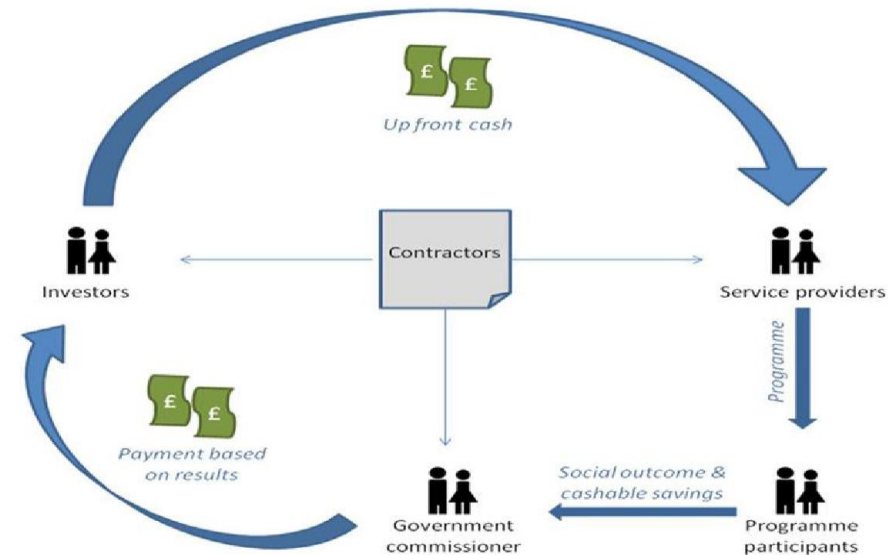 £
£
Up front cash
Contractors
Investors
Service providers
Programme
£
£
Payment based
on results
Social outcome &
cashable savings
Government
commissioner
Programme
participants